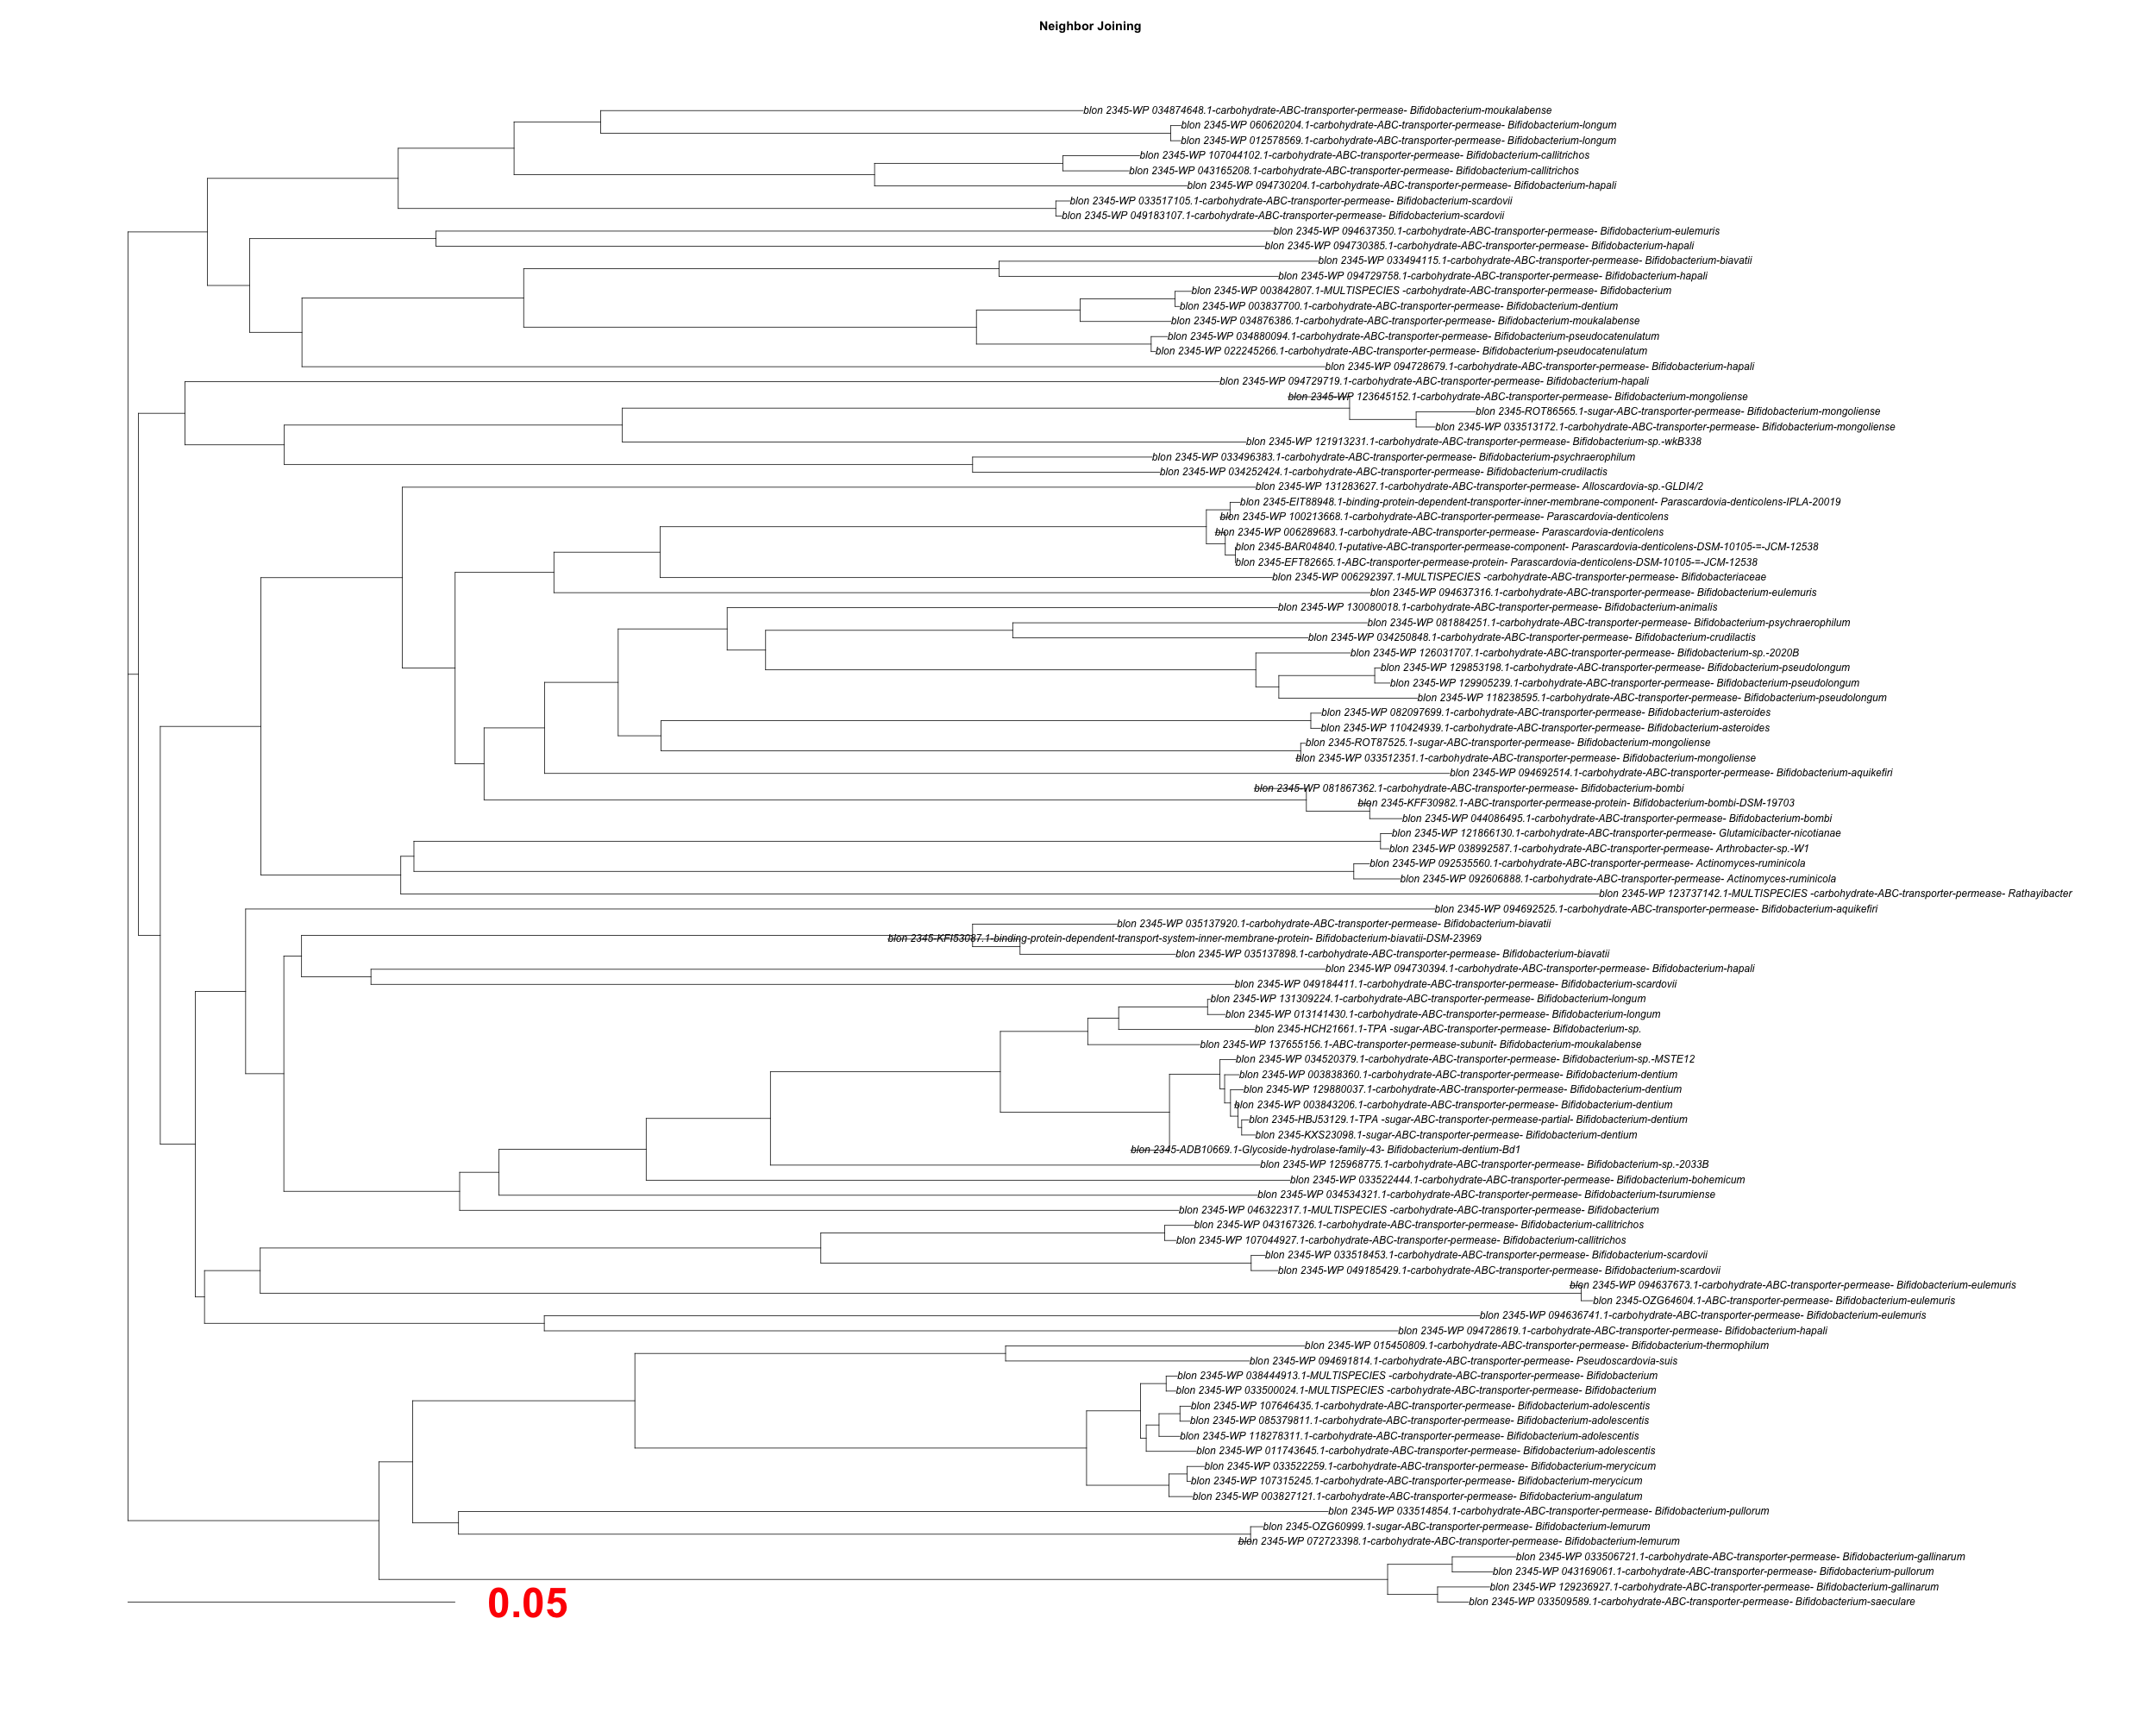 Neighbor Joining
blon 2345-WP 034874648.1-carbohydrate-ABC-transporter-permease- Bifidobacterium-moukalabense
blon 2345-WP 060620204.1-carbohydrate-ABC-transporter-permease- Bifidobacterium-longum
blon 2345-WP 012578569.1-carbohydrate-ABC-transporter-permease- Bifidobacterium-longum
blon 2345-WP 107044102.1-carbohydrate-ABC-transporter-permease- Bifidobacterium-callitrichos
blon 2345-WP 043165208.1-carbohydrate-ABC-transporter-permease- Bifidobacterium-callitrichos
blon 2345-WP 094730204.1-carbohydrate-ABC-transporter-permease- Bifidobacterium-hapali
blon 2345-WP 033517105.1-carbohydrate-ABC-transporter-permease- Bifidobacterium-scardovii
blon 2345-WP 049183107.1-carbohydrate-ABC-transporter-permease- Bifidobacterium-scardovii
blon 2345-WP 094637350.1-carbohydrate-ABC-transporter-permease- Bifidobacterium-eulemuris
blon 2345-WP 094730385.1-carbohydrate-ABC-transporter-permease- Bifidobacterium-hapali
blon 2345-WP 033494115.1-carbohydrate-ABC-transporter-permease- Bifidobacterium-biavatii
blon 2345-WP 094729758.1-carbohydrate-ABC-transporter-permease- Bifidobacterium-hapali
blon 2345-WP 003842807.1-MULTISPECIES -carbohydrate-ABC-transporter-permease- Bifidobacterium
blon 2345-WP 003837700.1-carbohydrate-ABC-transporter-permease- Bifidobacterium-dentium
blon 2345-WP 034876386.1-carbohydrate-ABC-transporter-permease- Bifidobacterium-moukalabense
blon 2345-WP 034880094.1-carbohydrate-ABC-transporter-permease- Bifidobacterium-pseudocatenulatum
blon 2345-WP 022245266.1-carbohydrate-ABC-transporter-permease- Bifidobacterium-pseudocatenulatum
blon 2345-WP 094728679.1-carbohydrate-ABC-transporter-permease- Bifidobacterium-hapali
blon 2345-WP 094729719.1-carbohydrate-ABC-transporter-permease- Bifidobacterium-hapali
blon 2345-WP 123645152.1-carbohydrate-ABC-transporter-permease- Bifidobacterium-mongoliense
blon 2345-ROT86565.1-sugar-ABC-transporter-permease- Bifidobacterium-mongoliense
blon 2345-WP 033513172.1-carbohydrate-ABC-transporter-permease- Bifidobacterium-mongoliense
blon 2345-WP 121913231.1-carbohydrate-ABC-transporter-permease- Bifidobacterium-sp.-wkB338
blon 2345-WP 033496383.1-carbohydrate-ABC-transporter-permease- Bifidobacterium-psychraerophilum
blon 2345-WP 034252424.1-carbohydrate-ABC-transporter-permease- Bifidobacterium-crudilactis
blon 2345-WP 131283627.1-carbohydrate-ABC-transporter-permease- Alloscardovia-sp.-GLDI4/2
blon 2345-EIT88948.1-binding-protein-dependent-transporter-inner-membrane-component- Parascardovia-denticolens-IPLA-20019
blon 2345-WP 100213668.1-carbohydrate-ABC-transporter-permease- Parascardovia-denticolens
blon 2345-WP 006289683.1-carbohydrate-ABC-transporter-permease- Parascardovia-denticolens
blon 2345-BAR04840.1-putative-ABC-transporter-permease-component- Parascardovia-denticolens-DSM-10105-=-JCM-12538
blon 2345-EFT82665.1-ABC-transporter-permease-protein- Parascardovia-denticolens-DSM-10105-=-JCM-12538
blon 2345-WP 006292397.1-MULTISPECIES -carbohydrate-ABC-transporter-permease- Bifidobacteriaceae
blon 2345-WP 094637316.1-carbohydrate-ABC-transporter-permease- Bifidobacterium-eulemuris
blon 2345-WP 130080018.1-carbohydrate-ABC-transporter-permease- Bifidobacterium-animalis
blon 2345-WP 081884251.1-carbohydrate-ABC-transporter-permease- Bifidobacterium-psychraerophilum
blon 2345-WP 034250848.1-carbohydrate-ABC-transporter-permease- Bifidobacterium-crudilactis
blon 2345-WP 126031707.1-carbohydrate-ABC-transporter-permease- Bifidobacterium-sp.-2020B
blon 2345-WP 129853198.1-carbohydrate-ABC-transporter-permease- Bifidobacterium-pseudolongum
blon 2345-WP 129905239.1-carbohydrate-ABC-transporter-permease- Bifidobacterium-pseudolongum
blon 2345-WP 118238595.1-carbohydrate-ABC-transporter-permease- Bifidobacterium-pseudolongum
blon 2345-WP 082097699.1-carbohydrate-ABC-transporter-permease- Bifidobacterium-asteroides
blon 2345-WP 110424939.1-carbohydrate-ABC-transporter-permease- Bifidobacterium-asteroides
blon 2345-ROT87525.1-sugar-ABC-transporter-permease- Bifidobacterium-mongoliense
blon 2345-WP 033512351.1-carbohydrate-ABC-transporter-permease- Bifidobacterium-mongoliense
blon 2345-WP 094692514.1-carbohydrate-ABC-transporter-permease- Bifidobacterium-aquikefiri
blon 2345-WP 081867362.1-carbohydrate-ABC-transporter-permease- Bifidobacterium-bombi
blon 2345-KFF30982.1-ABC-transporter-permease-protein- Bifidobacterium-bombi-DSM-19703
blon 2345-WP 044086495.1-carbohydrate-ABC-transporter-permease- Bifidobacterium-bombi
blon 2345-WP 121866130.1-carbohydrate-ABC-transporter-permease- Glutamicibacter-nicotianae
blon 2345-WP 038992587.1-carbohydrate-ABC-transporter-permease- Arthrobacter-sp.-W1
blon 2345-WP 092535560.1-carbohydrate-ABC-transporter-permease- Actinomyces-ruminicola
blon 2345-WP 092606888.1-carbohydrate-ABC-transporter-permease- Actinomyces-ruminicola
blon 2345-WP 123737142.1-MULTISPECIES -carbohydrate-ABC-transporter-permease- Rathayibacter
blon 2345-WP 094692525.1-carbohydrate-ABC-transporter-permease- Bifidobacterium-aquikefiri
blon 2345-WP 035137920.1-carbohydrate-ABC-transporter-permease- Bifidobacterium-biavatii
blon 2345-KFI53087.1-binding-protein-dependent-transport-system-inner-membrane-protein- Bifidobacterium-biavatii-DSM-23969
blon 2345-WP 035137898.1-carbohydrate-ABC-transporter-permease- Bifidobacterium-biavatii
blon 2345-WP 094730394.1-carbohydrate-ABC-transporter-permease- Bifidobacterium-hapali
blon 2345-WP 049184411.1-carbohydrate-ABC-transporter-permease- Bifidobacterium-scardovii
blon 2345-WP 131309224.1-carbohydrate-ABC-transporter-permease- Bifidobacterium-longum
blon 2345-WP 013141430.1-carbohydrate-ABC-transporter-permease- Bifidobacterium-longum
blon 2345-HCH21661.1-TPA -sugar-ABC-transporter-permease- Bifidobacterium-sp.
blon 2345-WP 137655156.1-ABC-transporter-permease-subunit- Bifidobacterium-moukalabense
blon 2345-WP 034520379.1-carbohydrate-ABC-transporter-permease- Bifidobacterium-sp.-MSTE12
blon 2345-WP 003838360.1-carbohydrate-ABC-transporter-permease- Bifidobacterium-dentium
blon 2345-WP 129880037.1-carbohydrate-ABC-transporter-permease- Bifidobacterium-dentium
blon 2345-WP 003843206.1-carbohydrate-ABC-transporter-permease- Bifidobacterium-dentium
blon 2345-HBJ53129.1-TPA -sugar-ABC-transporter-permease-partial- Bifidobacterium-dentium
blon 2345-KXS23098.1-sugar-ABC-transporter-permease- Bifidobacterium-dentium
blon 2345-ADB10669.1-Glycoside-hydrolase-family-43- Bifidobacterium-dentium-Bd1
blon 2345-WP 125968775.1-carbohydrate-ABC-transporter-permease- Bifidobacterium-sp.-2033B
blon 2345-WP 033522444.1-carbohydrate-ABC-transporter-permease- Bifidobacterium-bohemicum
blon 2345-WP 034534321.1-carbohydrate-ABC-transporter-permease- Bifidobacterium-tsurumiense
blon 2345-WP 046322317.1-MULTISPECIES -carbohydrate-ABC-transporter-permease- Bifidobacterium
blon 2345-WP 043167326.1-carbohydrate-ABC-transporter-permease- Bifidobacterium-callitrichos
blon 2345-WP 107044927.1-carbohydrate-ABC-transporter-permease- Bifidobacterium-callitrichos
blon 2345-WP 033518453.1-carbohydrate-ABC-transporter-permease- Bifidobacterium-scardovii
blon 2345-WP 049185429.1-carbohydrate-ABC-transporter-permease- Bifidobacterium-scardovii
blon 2345-WP 094637673.1-carbohydrate-ABC-transporter-permease- Bifidobacterium-eulemuris
blon 2345-OZG64604.1-ABC-transporter-permease- Bifidobacterium-eulemuris
blon 2345-WP 094636741.1-carbohydrate-ABC-transporter-permease- Bifidobacterium-eulemuris
blon 2345-WP 094728619.1-carbohydrate-ABC-transporter-permease- Bifidobacterium-hapali
blon 2345-WP 015450809.1-carbohydrate-ABC-transporter-permease- Bifidobacterium-thermophilum
blon 2345-WP 094691814.1-carbohydrate-ABC-transporter-permease- Pseudoscardovia-suis
blon 2345-WP 038444913.1-MULTISPECIES -carbohydrate-ABC-transporter-permease- Bifidobacterium
blon 2345-WP 033500024.1-MULTISPECIES -carbohydrate-ABC-transporter-permease- Bifidobacterium
blon 2345-WP 107646435.1-carbohydrate-ABC-transporter-permease- Bifidobacterium-adolescentis
blon 2345-WP 085379811.1-carbohydrate-ABC-transporter-permease- Bifidobacterium-adolescentis
blon 2345-WP 118278311.1-carbohydrate-ABC-transporter-permease- Bifidobacterium-adolescentis
blon 2345-WP 011743645.1-carbohydrate-ABC-transporter-permease- Bifidobacterium-adolescentis
blon 2345-WP 033522259.1-carbohydrate-ABC-transporter-permease- Bifidobacterium-merycicum
blon 2345-WP 107315245.1-carbohydrate-ABC-transporter-permease- Bifidobacterium-merycicum
blon 2345-WP 003827121.1-carbohydrate-ABC-transporter-permease- Bifidobacterium-angulatum
blon 2345-WP 033514854.1-carbohydrate-ABC-transporter-permease- Bifidobacterium-pullorum
blon 2345-OZG60999.1-sugar-ABC-transporter-permease- Bifidobacterium-lemurum
blon 2345-WP 072723398.1-carbohydrate-ABC-transporter-permease- Bifidobacterium-lemurum
blon 2345-WP 033506721.1-carbohydrate-ABC-transporter-permease- Bifidobacterium-gallinarum
blon 2345-WP 043169061.1-carbohydrate-ABC-transporter-permease- Bifidobacterium-pullorum
blon 2345-WP 129236927.1-carbohydrate-ABC-transporter-permease- Bifidobacterium-gallinarum
blon 2345-WP 033509589.1-carbohydrate-ABC-transporter-permease- Bifidobacterium-saeculare
0.05